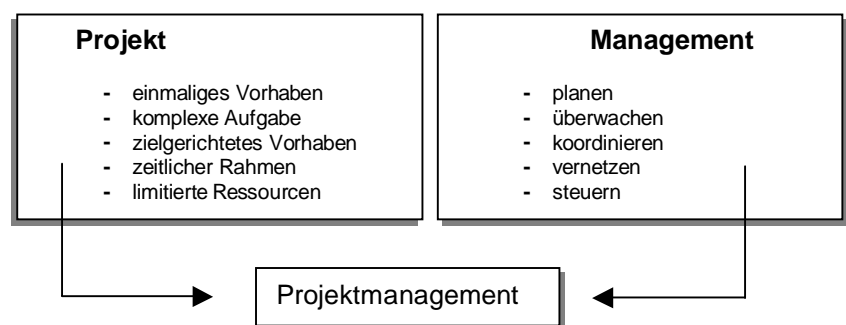 Projekt
- einmaliges Vorhaben
- komplexe Aufgabe
- zielgerichtetes Vorhaben
- zeitlicher Rahmen
- limitierte Ressourcen
Management
- planen
- überwachen
- koordinieren
- vernetzen
- steuern
Projektmanagement